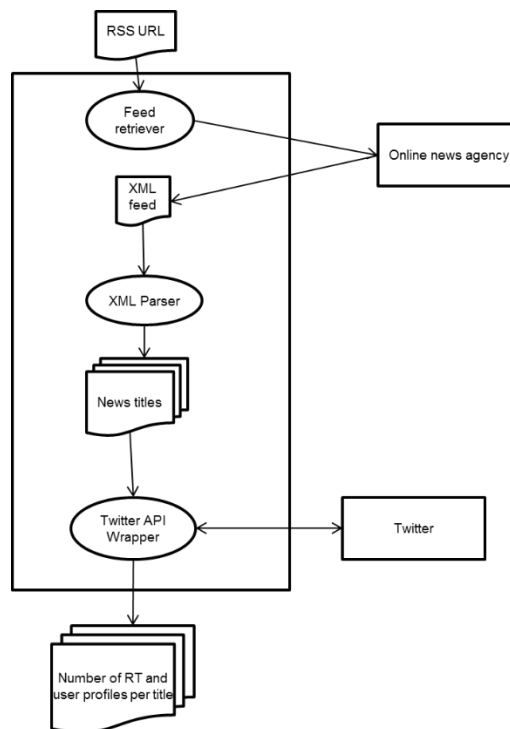 RSS URL
Feed
retriever
Online news agency
XML
feed
XML Parser
News titles
Twitter API
Wrapper
Twitter
Number of RT and
user profiles per title